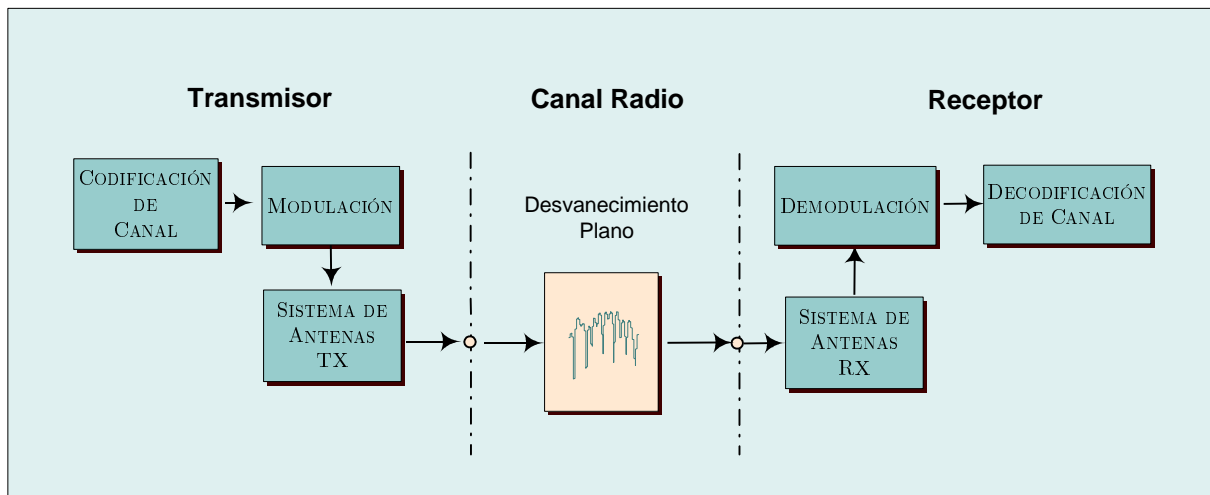 Transmisor
Canal Radio
Receptor
CODIFICACIÓN
DE
CANAL
MODULACIÓN
SISTEMA DE
ANTENAS
TX
Desvanecimiento
Plano
DEMODULACIÓN
DECODIFICACIÓN
DE CANAL
SISTEMA DE
ANTENAS
RX